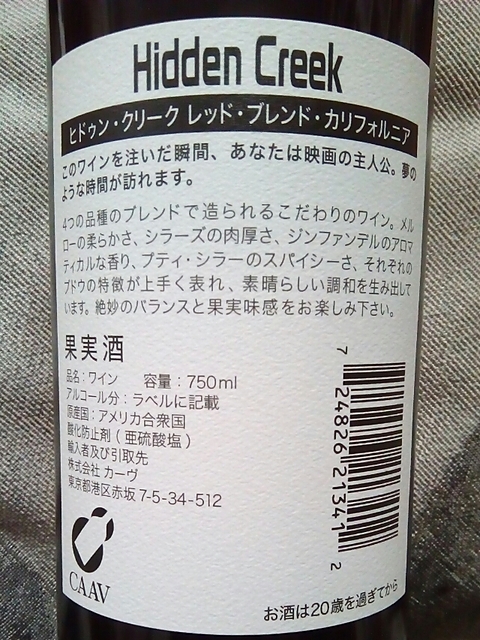 Hidden Creek
ヒドゥン・クリーク レッド・ブレンド・カリフォルニア
このワインを注いだ瞬間、あなたは映画の主人公。夢の
ような時間が訪れます。
4つの品種のブレンドで造られるこだわりのワイン。メル
ローの柔らかさ、シラーズの肉厚さ、ジンファンデルのアロマ
ティカルな香り、プティ・シラーのスパイシーさ、それぞれの
ブドウの特徴が上手く表れ、素晴らしい調和を生み出して
います。絶妙のバランスと果実味感をお楽しみ下さい。
果実酒
品名：ワイン 容量：750ml
アルコール分：ラベルに記載
原産国：アメリカ合衆国
酸化防止剤（亜硫酸塩）
輸入者及び引取先
株式会社 カーヴ
東京都港区赤坂 7-5-34-512
7 24826 21341 2
CAAV
お酒は20歳を過ぎてから